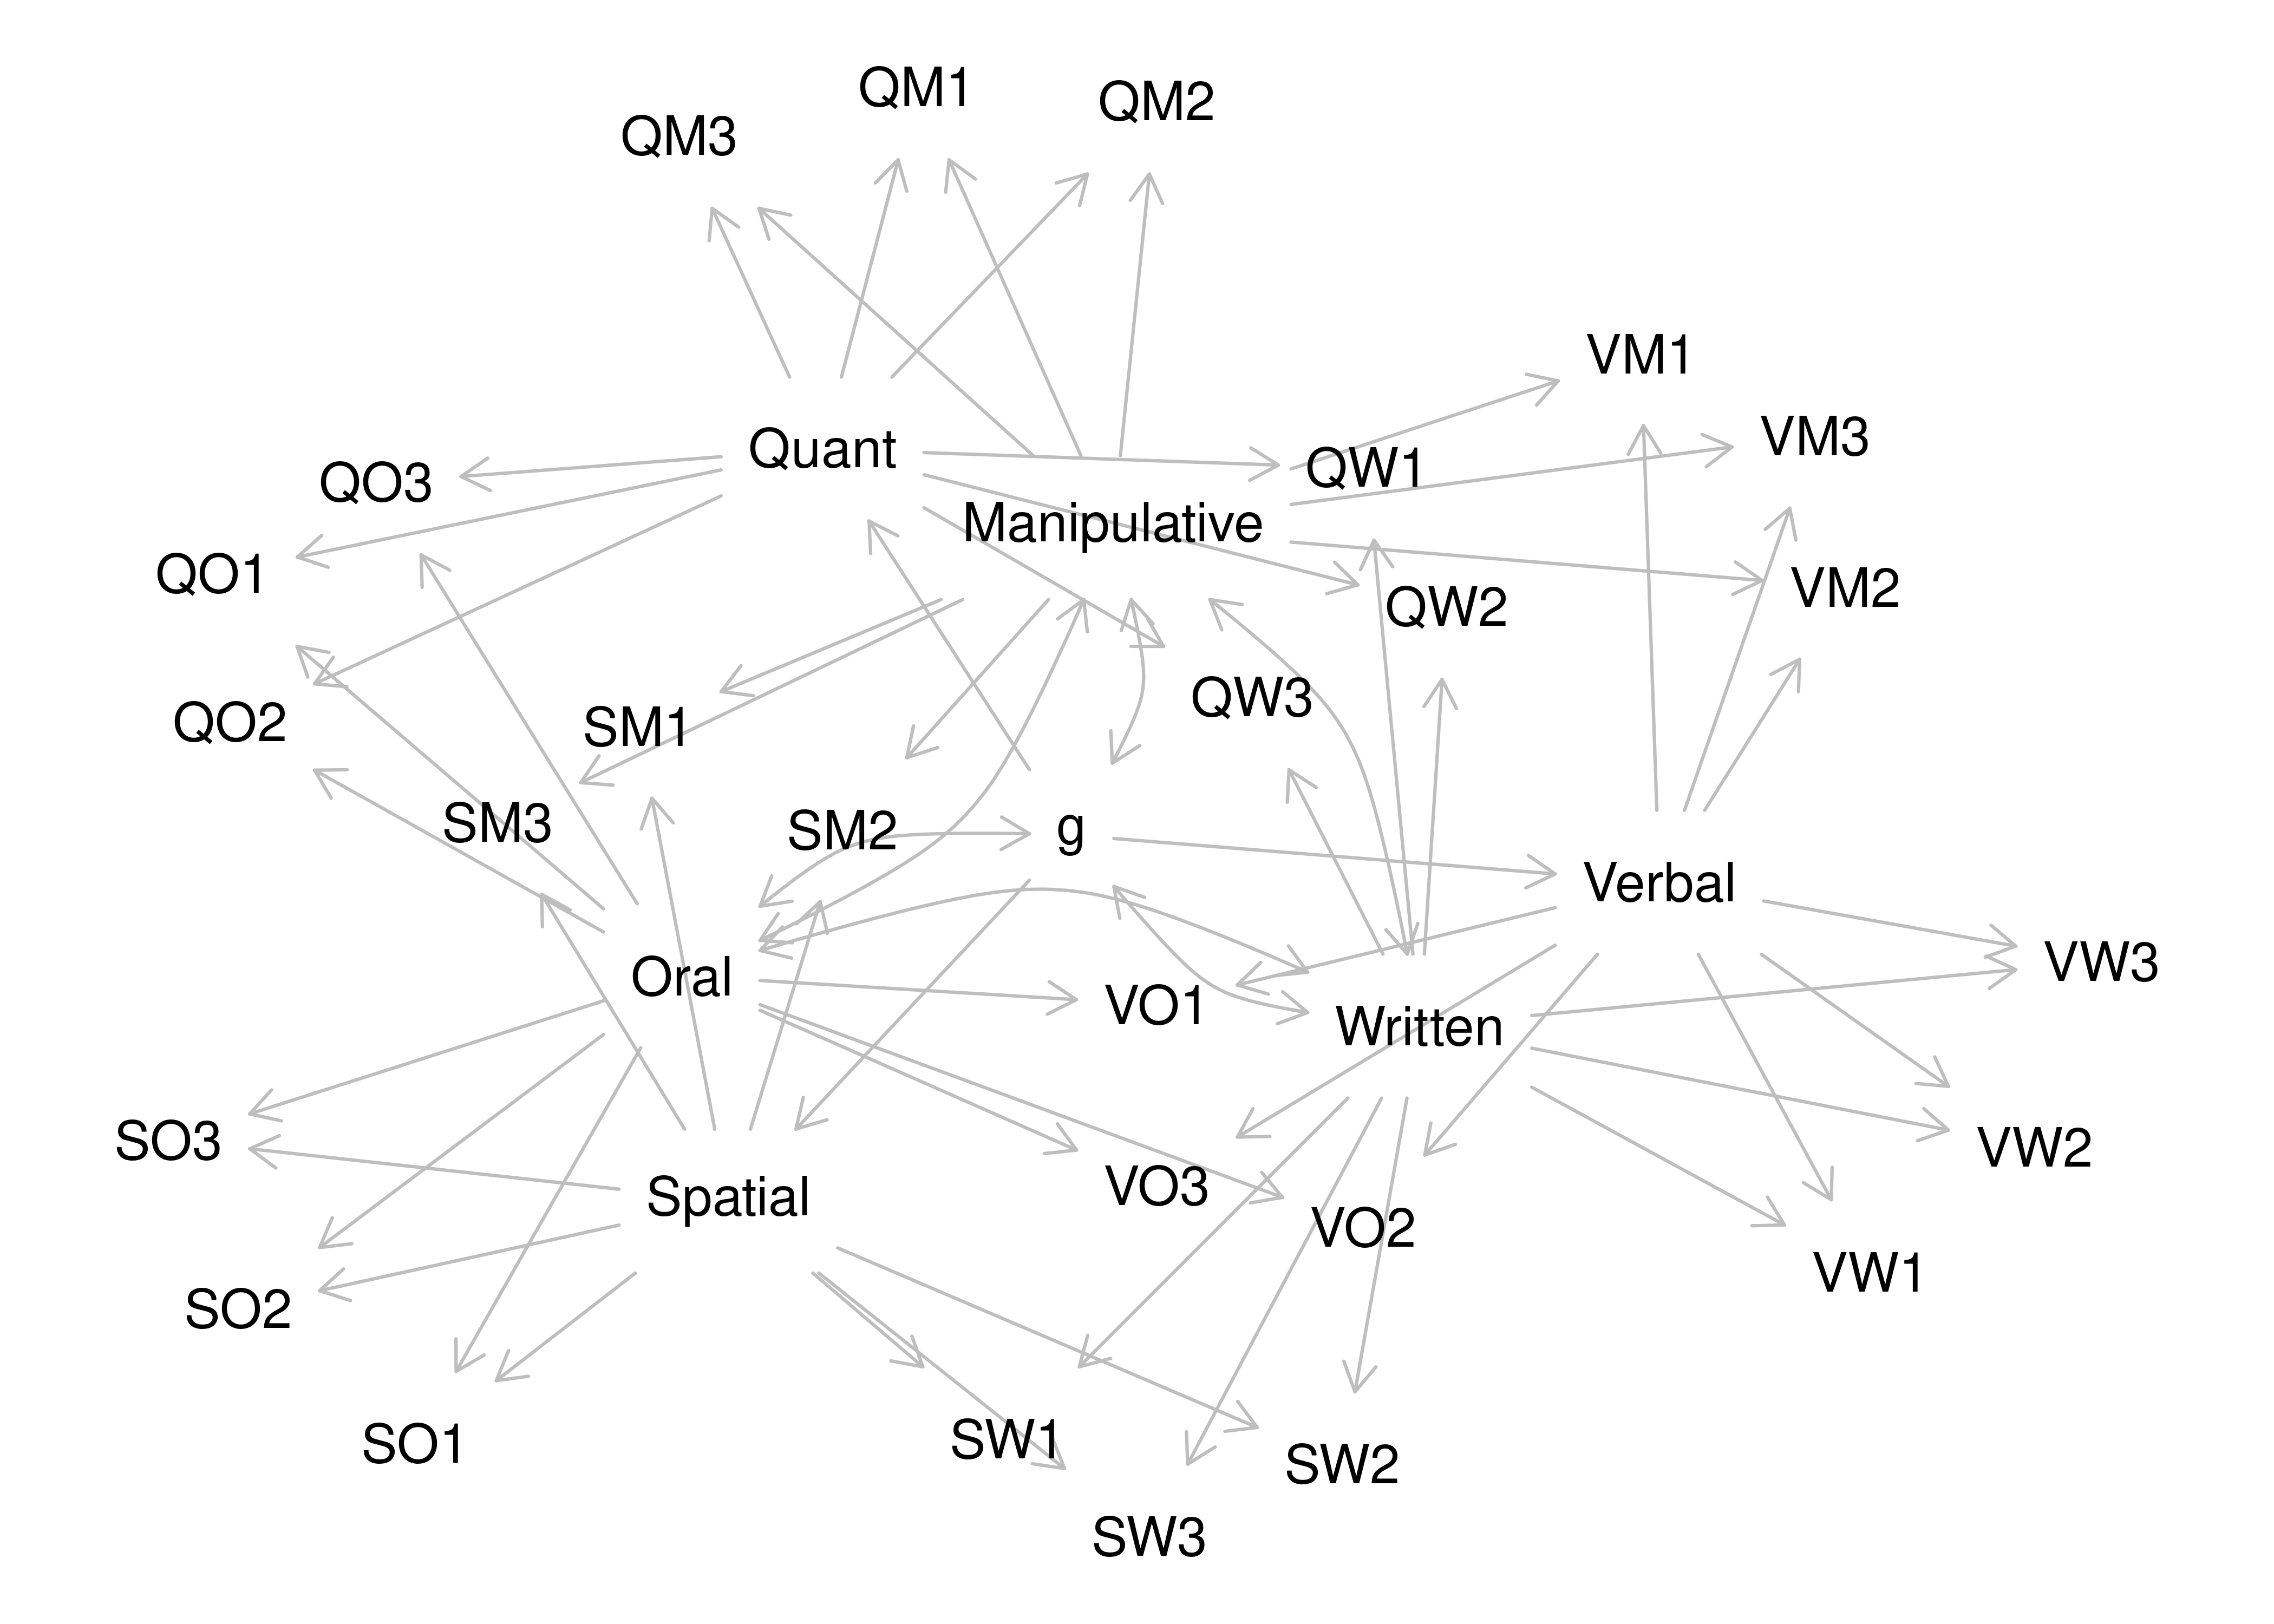 QM1
QM2
QM3
VM1
VM3
Quant
QW1
QO3
Manipulative
QO1
VM2
QW2
QW3
QO2
SM1
SM3
SM2
g
Verbal
VW3
Oral
VO1
Written
SO3
VW2
VO3
Spatial
VO2
VW1
SO2
SO1
SW1
SW2
SW3